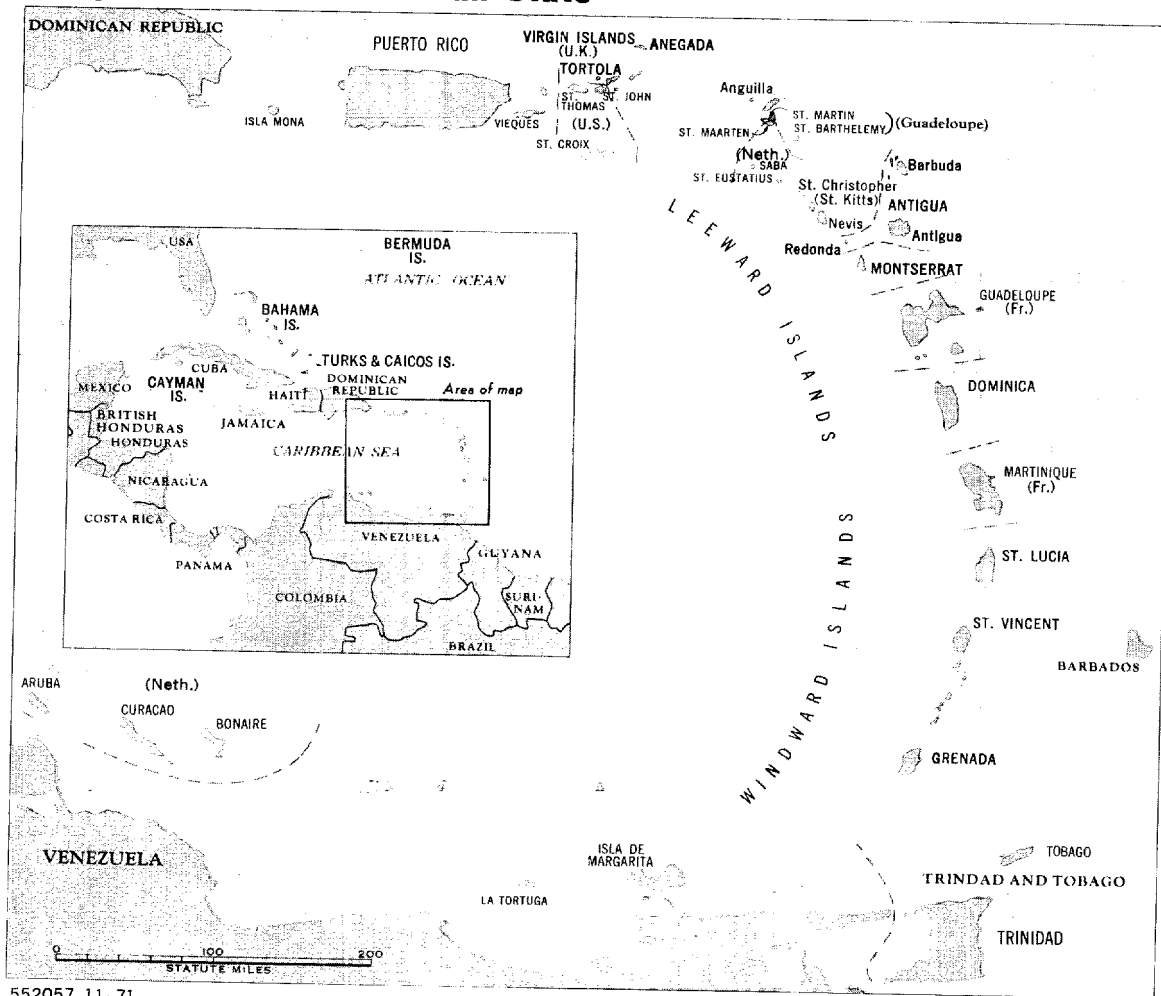 DOMINICAN REPUBLIC
PUERTO RICO
VIRGIN ISLANDS
(U.K.)
ANEGADA
TORTOLA
ST.
THOMAS
ST. JOHN
(U.S.)
ISLA MONA
VIEQUES
ST. CROIX
Anguilla
ST. MARTIN
ST. BARTHELEMY
(Guadeloupe)
ST. MAARTEN
(Neth.)
SABA
ST. EUSTATIUS
Barbuda
St. Christopher
(St. Kitts)
ANTIGUA
Nevis
Antigua
Redonda
MONTSERRAT
LEEWARD ISLANDS
GUADELOUPE
(Fr.)
DOMINICA
MARTINIQUE
(Fr.)
ST. LUCIA
ST. VINCENT
BARBADOS
WINDWARD ISLANDS
GRENADA
USA
BERMUDA
IS.
ATLANTIC OCEAN
BAHAMA
IS.
TURKS & CAICOS IS.
CUBA
MEXICO
CAYMAN
IS.
HAITI
DOMINICAN
REPUBLIC
Area of map
BRITISH
HONDURAS
HONDURAS
JAMAICA
CARIBBEAN SEA
NICARAGUA
COSTA RICA
PANAMA
VENEZUELA
GUYANA
COLOMBIA
SURI-
NAM
BRAZIL
ARUBA
(Neth.)
CURACAO
BONAIRE
VENEZUELA
ISLA DE
MARGARITA
LA TORTUGA
TOBAGO
TRINIDAD AND TOBAGO
TRINIDAD
0 100 200
STATUTE MILES
552057 11-71